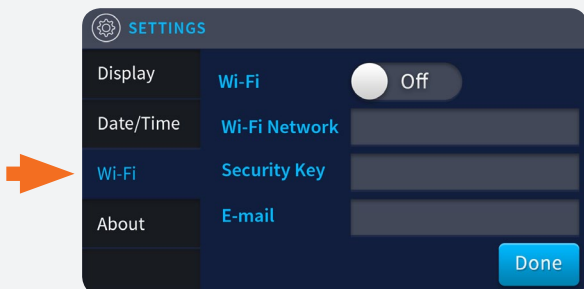 SETTINGS
Display
Date/Time
Wi-Fi
About
Wi-Fi
Off
Wi-Fi Network
Security Key
E-mail
Done